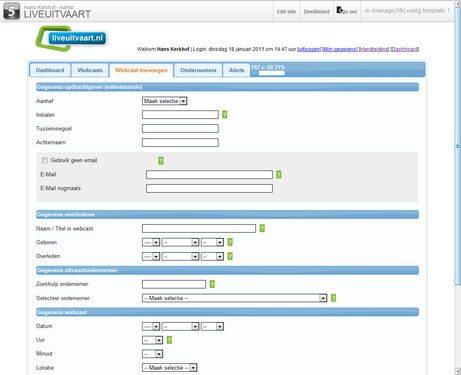 Hans Kerkhof - Admin
5 LIVEUITVAART
Edit site
Dashboard
Sign out
in /manage(36) using template 1
liveuitvaart.nl
Welkom Hans Kerkhof | Login: dinsdag 18 januari 2011 om 14:47 uur [uitloggen] [Mijn gegevens] [Handleiding] [Dashboard]
Dashboard
Webcasts
Webcast toevoegen
Ondernemers
Alerts
Gegevens opdrachtgever (nabestaande)
Aanhef
Maak selectie
Initialen
?
Tussenvoegsel
Achternaam
Gebruik geen email
?
E-Mail
?
E-Mail nogmaals
Gegevens overledene
Naam / Titel in webcast
?
Geboren
---- -- --
?
Overleden
---- -- --
?
Gegevens uitvaartondernemer
Zoekhulp ondernemer:
?
Selecteer ondernemer:
-- Maak selectie --
?
Gegevens webcast
Datum
---- -- --
Uur
--
?
Minuut
--
Lokatie
-- Maak selectie --